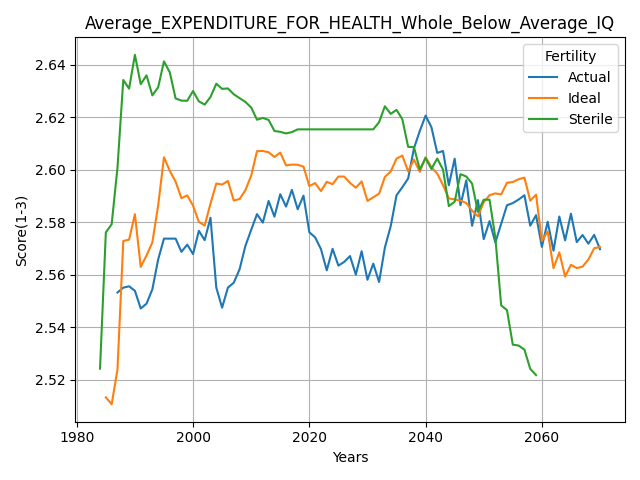 Average_EXPENDITURE_FOR_HEALTH_Whole_Below_Average_IQ
Fertility
Actual
Ideal
Sterile
Score(1-3)
2.64
2.62
2.60
2.58
2.56
2.54
2.52
1980
2000
2020
2040
2060
Years